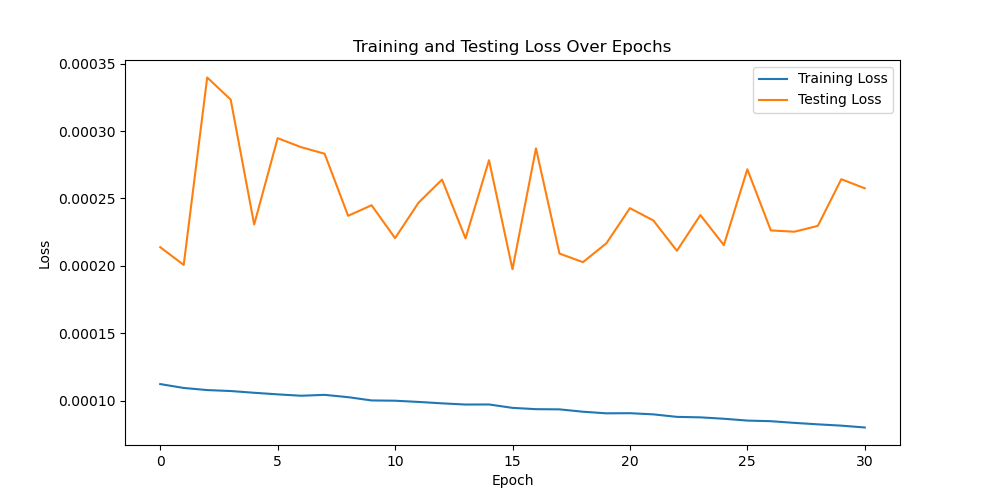 Training and Testing Loss Over Epochs
0.00035
0.00030
0.00025
0.00020
0.00015
0.00010
Loss
Training Loss
Testing Loss
0 5 10 15 20 25 30
Epoch